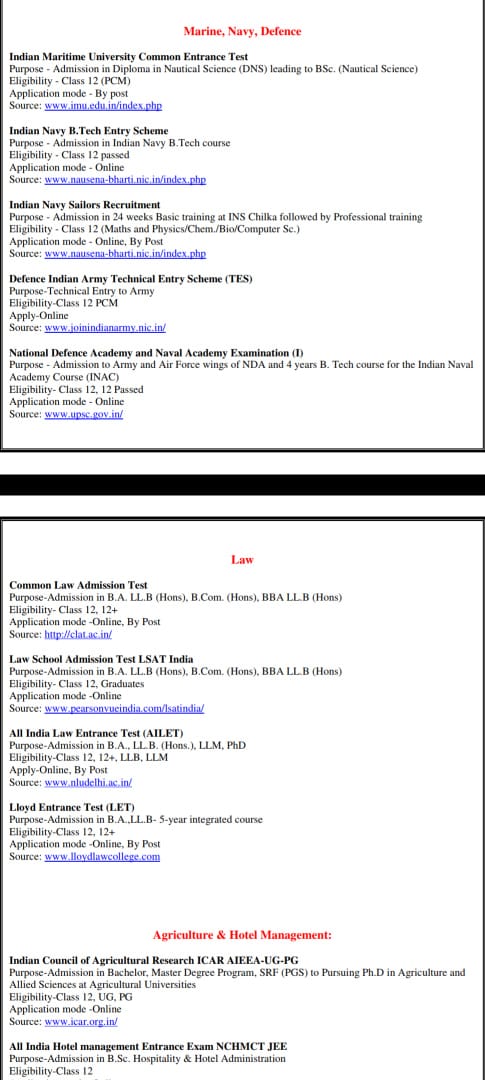 Marine, Navy, Defence
Indian Maritime University Common Entrance Test
Purpose - Admission in Diploma in Nautical Science (DNS) leading to BSc. (Nautical Science)
Eligibility - Class 12 (PCM)
Application mode - By post
Source: www.imu.edu.in/index.php
Indian Navy B.Tech Entry Scheme
Purpose - Admission in Indian Navy B.Tech course
Eligibility - Class 12 passed
Application mode - Online
Source: www.nausena-bharti.nic.in/index.php
Indian Navy Sailors Recruitment
Purpose - Admission in 24 weeks Basic training at INS Chilka followed by Professional training
Eligibility - Class 12 (Maths and Physics/Chem./Bio/Computer Sc.)
Application mode - Online, By Post
Source: www.nausena-bharti.nic.in/index.php
Defence Indian Army Technical Entry Scheme (TES)
Purpose-Technical Entry to Army
Eligibility-Class 12 PCM
Apply-Online
Source: www.joinindianarmy.nic.in/
National Defence Academy and Naval Academy Examination (I)
Purpose - Admission to Army and Air Force wings of NDA and 4 years B. Tech course for the Indian Naval
Academy Course (INAC)
Eligibility- Class 12, 12 Passed
Application mode - Online
Source: www.upsc.gov.in/
Law
Common Law Admission Test
Purpose-Admission in B.A. LL.B (Hons), B.Com. (Hons), BBA LL.B (Hons)
Eligibility- Class 12, 12+
Application mode -Online, By Post
Source: http://clat.ac.in/
Law School Admission Test LSAT India
Purpose-Admission in B.A. LL.B (Hons), B.Com. (Hons), BBA LL.B (Hons)
Eligibility- Class 12, Graduates
Application mode -Online
Source: www.pearsonvueindia.com/lsatindia/
All India Law Entrance Test (AILET)
Purpose-Admission in B.A., LL.B. (Hons.), LLM, PhD
Eligibility-Class 12, 12+, LLB, LLM
Apply-Online, By Post
Source: www.nludelhi.ac.in/
Lloyd Entrance Test (LET)
Purpose-Admission in B.A.,LL.B- 5-year integrated course
Eligibility-Class 12, 12+
Application mode -Online, By Post
Source: www.lloydlawcollege.com
Agriculture & Hotel Management:
Indian Council of Agricultural Research ICAR AIEEA-UG-PG
Purpose-Admission in Bachelor, Master Degree Program, SRF (PGS) to Pursuing Ph.D in Agriculture and
Allied Sciences at Agricultural Universities
Eligibility-Class 12, UG, PG
Application mode -Online
Source: www.icar.org.in/
All India Hotel management Entrance Exam NCHMCT JEE
Purpose-Admission in B.Sc. Hospitality & Hotel Administration
Eligibility-Class 12